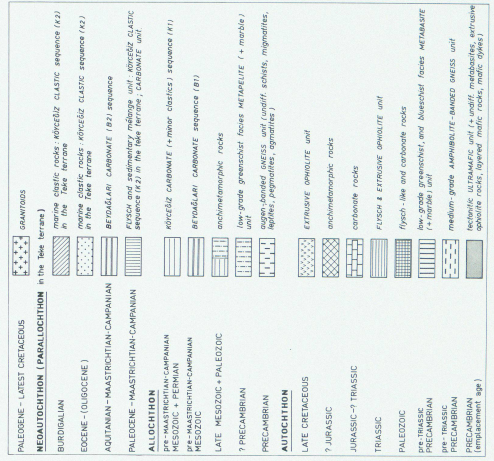 PALEOGENE - LATEST CRETACEOUS GRANITOIDS
NEOAUTOCHTHON ( PARALLOCHTHON ) in the Teke terrane)
BURDIGALIAN marine clastic rocks : KÖRCEĞİZ CLASTIC sequence (K2)
in the Teke terrane
EOCENE - (OLIGOCENE ) marine clastic rocks : KÖRCEĞİZ CLASTIC sequence (K2)
in the Teke terrane
AQUITANIAN - MAASTRICHTIAN - CAMPANIAN BEYDAĞLARI CARBONATE (B2) sequence
PALEOCENE - MAASTRICHTIAN - CAMPANIAN FLYSCH and sedimentary mélange unit : KÖRCEĞİZ CLASTIC
sequence (K2) in the Teke terrane ; CARBONATE unit
ALLOCHTHON
pre - MAASTRICHTIAN - CAMPANIAN
MESOZOIC + PERMIAN KÖYCEĞİZ CARBONATE (+ minor clastics ) sequence (K1)
pre - MAASTRICHTIAN - CAMPANIAN
MESOZOIC BEYDAĞLARI CARBONATE sequence (B1)
LATE MESOZOIC + PALEOZOIC anchimetamorphic rocks
? PRECAMBRIAN low-grade greenschist facies METAPELITE ( + marble )
unit
PRECAMBRIAN augen-banded GNEISS unit (undiff. schists, migmatites,
leptites, pegmatites, agmatites )
AUTOCHTHON
LATE CRETACEOUS EXTRUSIVE OPHIOLITE unit
? JURASSIC anchimetamorphic rocks
JURASSIC - ? TRIASSIC carbonate rocks
TRIASSIC FLYSCH & EXTRUSIVE OPHIOLITE unit
PALEOZOIC flysch - like and carbonate rocks
pre-TRIASSIC
PRECAMBRIAN low-grade greenschist, and blueschist facies METABASITE
(+ marble ) unit
pre - TRIASSIC
PRECAMBRIAN medium-grade AMPHIBOLITE - BANDED GNEISS unit
PRECAMBRIAN
(emplacement age) tectonitic ULTRAMAFIC unit (+ undiff. metabasites, extrusive
ophiolite rocks, layered mafic rocks, mafic dykes)